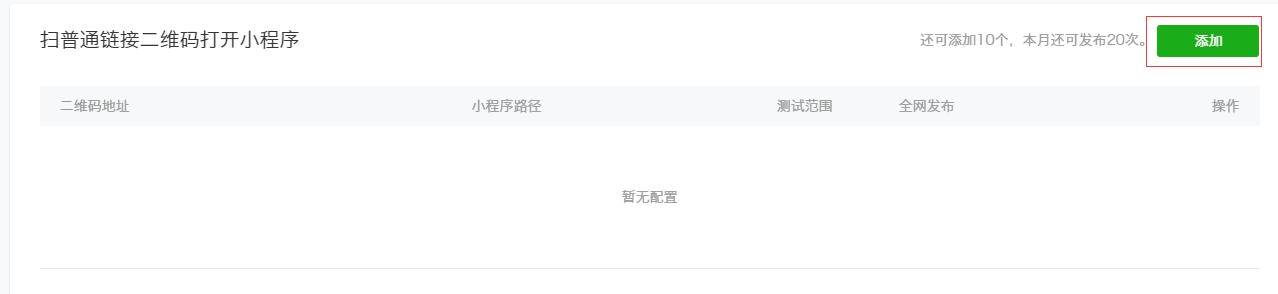 扫普通链接二维码打开小程序 还可添加10个，本月还可发布20次。 添加
二维码地址 小程序路径 测试范围 全网发布 操作
暂无配置